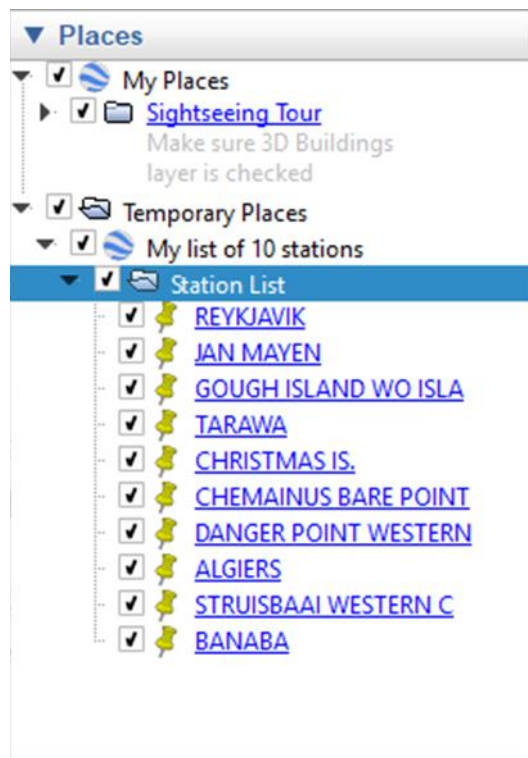 Places
My Places
Sightseeing Tour
Make sure 3D Buildings
layer is checked
Temporary Places
My list of 10 stations
Station List
REYKJAVIK
JAN MAYEN
GOUGH ISLAND WO ISLA
TARAWA
CHRISTMAS IS.
CHEMAINUS BARE POINT
DANGER POINT WESTERN
ALGIERS
STRUISBAAI WESTERN C
BANABA